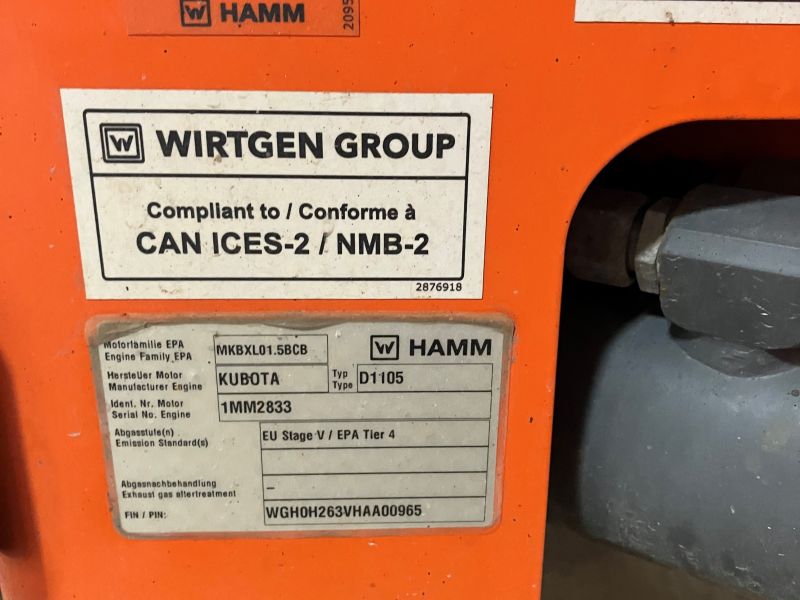 HAMM
2095
WIRTGEN GROUP
Compliant to / Conforme à
CAN ICES-2 / NMB-2
2876918
Motorfamilie EPA
Engine Family EPA
MKBXL01.5BCB
HAMM
Hersteller Motor
Manufacturer Engine
KUBOTA
Typ
Type
D1105
Ident. Nr. Motor
Serial No. Engine
1MM2833
Abgasstufe(n)
Emission Standard(s)
EU Stage V / EPA Tier 4
Abgasnachbehandlung
Exhaust gas aftertreatment
–
FIN / PIN:
WGH0H263VHAA00965